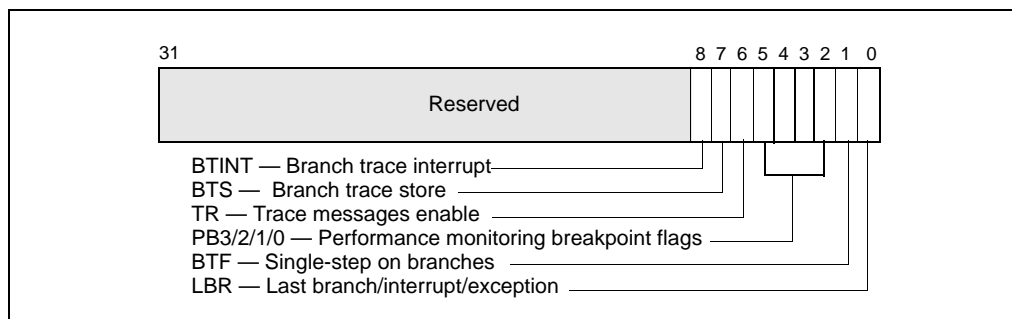 31 8 7 6 5 4 3 2 1 0
Reserved
BTINT — Branch trace interrupt
BTS — Branch trace store
TR — Trace messages enable
PB3/2/1/0 — Performance monitoring breakpoint flags
BTF — Single-step on branches
LBR — Last branch/interrupt/exception